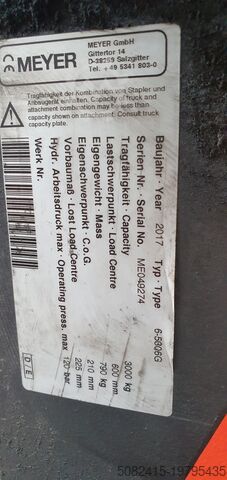 MEYER
MEYER GmbH
Gittertor 14
D-38259 Salzgitter
Tel. + 49 5341 803-0
Tragfähigkeit der Kombination von Stapler und
Anbaugerät einhalten. Capacity of truck and
attachment combination may be less than capacity
shown on attachment. Consult truck
capacity plate.
Baujahr · Year 2017 Typ · Type 6-5606G
Serien-Nr. · Serial No. ME049274
Tragfähigkeit · Capacity 3000 kg
Lastschwerpunkt · Load Centre 600 mm
Eigengewicht · Mass 790 kg
Eigenschwerpunkt · C.o.G. 210 mm
Vorbaumaß · Lost Load Centre 225 mm
Hydr. Arbeitsdruck max · Operating press. max 120 bar
Werk Nr.
D E
5082415-19795435